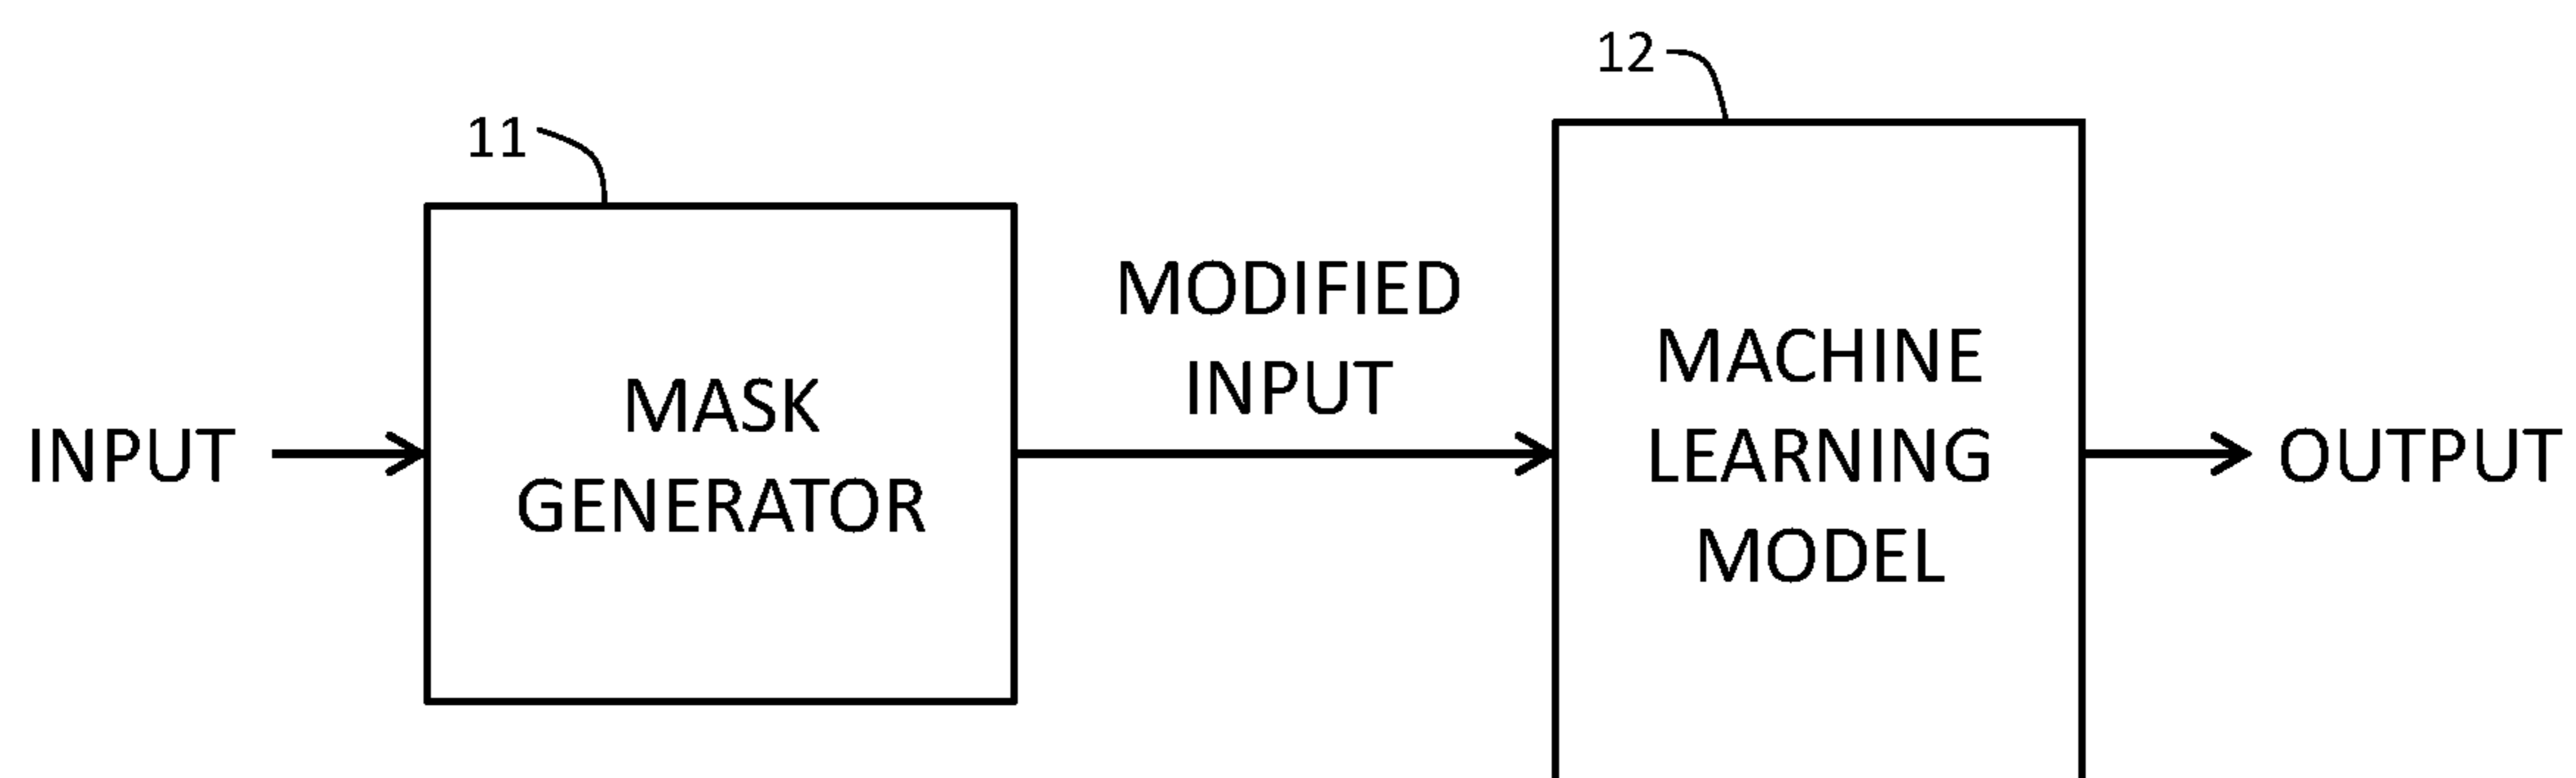 12
11
MODIFIED
INPUT
MACHINE
LEARNING
MODEL
MASK
GENERATOR
INPUT
OUTPUT